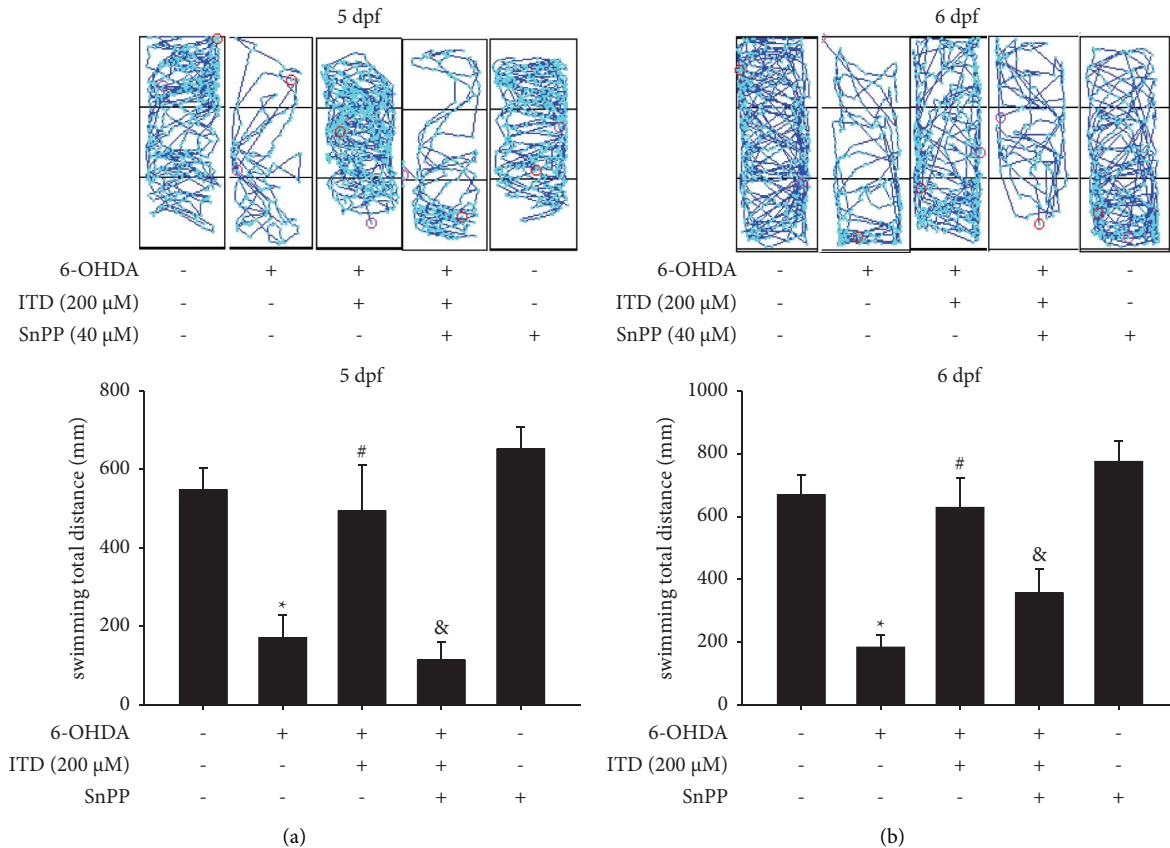 5 dpf
6-OHDA - + + + -
ITD (200 μM) - - + + -
SnPP (40 μM) - - - + +
5 dpf
swimming total distance (mm)
800
600
400
200
0
* # &
6-OHDA - + + + -
ITD (200 μM) - - + + -
SnPP - - - + +
(a)
6 dpf
6-OHDA - + + + -
ITD (200 μM) - - + + -
SnPP (40 μM) - - - + +
6 dpf
swimming total distance (mm)
1000
800
600
400
200
0
* # &
6-OHDA - + + + -
ITD (200 μM) - - + + -
SnPP - - - + +
(b)